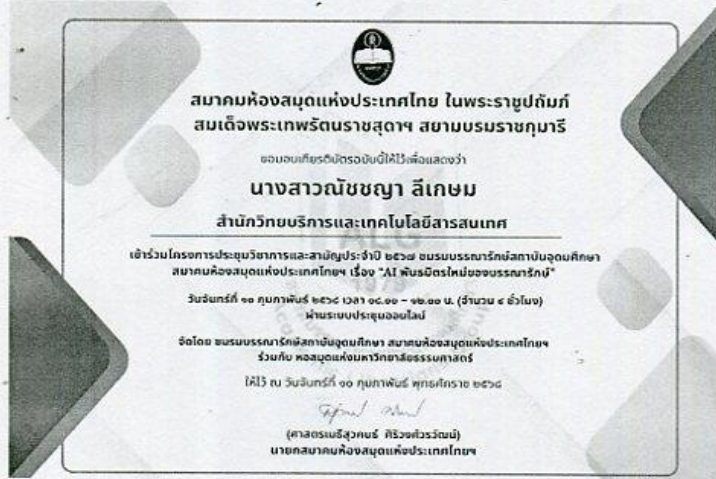 สมาคมห้องสมุดแห่งประเทศไทย ในพระราชูปถัมภ์
สมเด็จพระเทพรัตนราชสุดาฯ สยามบรมราชกุมารี
ขอมอบเกียรติบัตรฉบับนี้ให้ไว้เพื่อแสดงว่า
นางสาวณัชชญา ลีเกษม
สำนักวิทยบริการและเทคโนโลยีสารสนเทศ
เข้าร่วมโครงการประชุมวิชาการและสามัญประจำปี ๒๕๖๗ ชมรมบรรณารักษ์สถาบันอุดมศึกษา
สมาคมห้องสมุดแห่งประเทศไทยฯ เรื่อง "AI พันธมิตรใหม่ของบรรณารักษ์"
วันจันทร์ที่ ๑๐ กุมภาพันธ์ ๒๕๖๘ เวลา ๐๘.๐๐ – ๑๒.๐๐ น. (จำนวน ๔ ชั่วโมง)
ผ่านระบบประชุมออนไลน์
จัดโดย ชมรมบรรณารักษ์สถาบันอุดมศึกษา สมาคมห้องสมุดแห่งประเทศไทยฯ
ร่วมกับ หอสมุดแห่งมหาวิทยาลัยธรรมศาสตร์
ให้ไว้ ณ วันจันทร์ที่ ๑๐ กุมภาพันธ์ พุทธศักราช ๒๕๖๘
(ศาสตรเมธีสุวคนธ์ ศิริวงศ์วรวัฒน์)
นายกสมาคมห้องสมุดแห่งประเทศไทยฯ